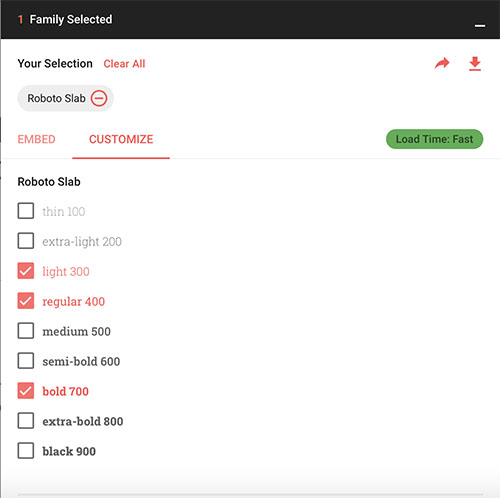 1 Family Selected
Your Selection Clear All
Roboto Slab
EMBED CUSTOMIZE Load Time: Fast
Roboto Slab
thin 100
extra-light 200
light 300
regular 400
medium 500
semi-bold 600
bold 700
extra-bold 800
black 900